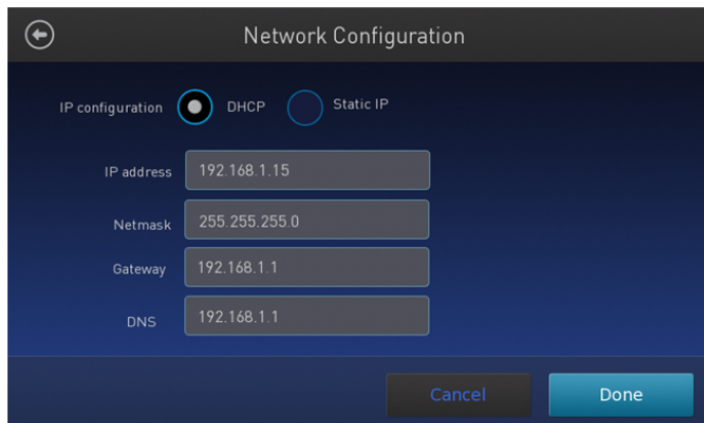 Network Configuration
IP configuration DHCP Static IP
IP address 192.168.1.15
Netmask 255.255.255.0
Gateway 192.168.1.1
DNS 192.168.1.1
Cancel Done